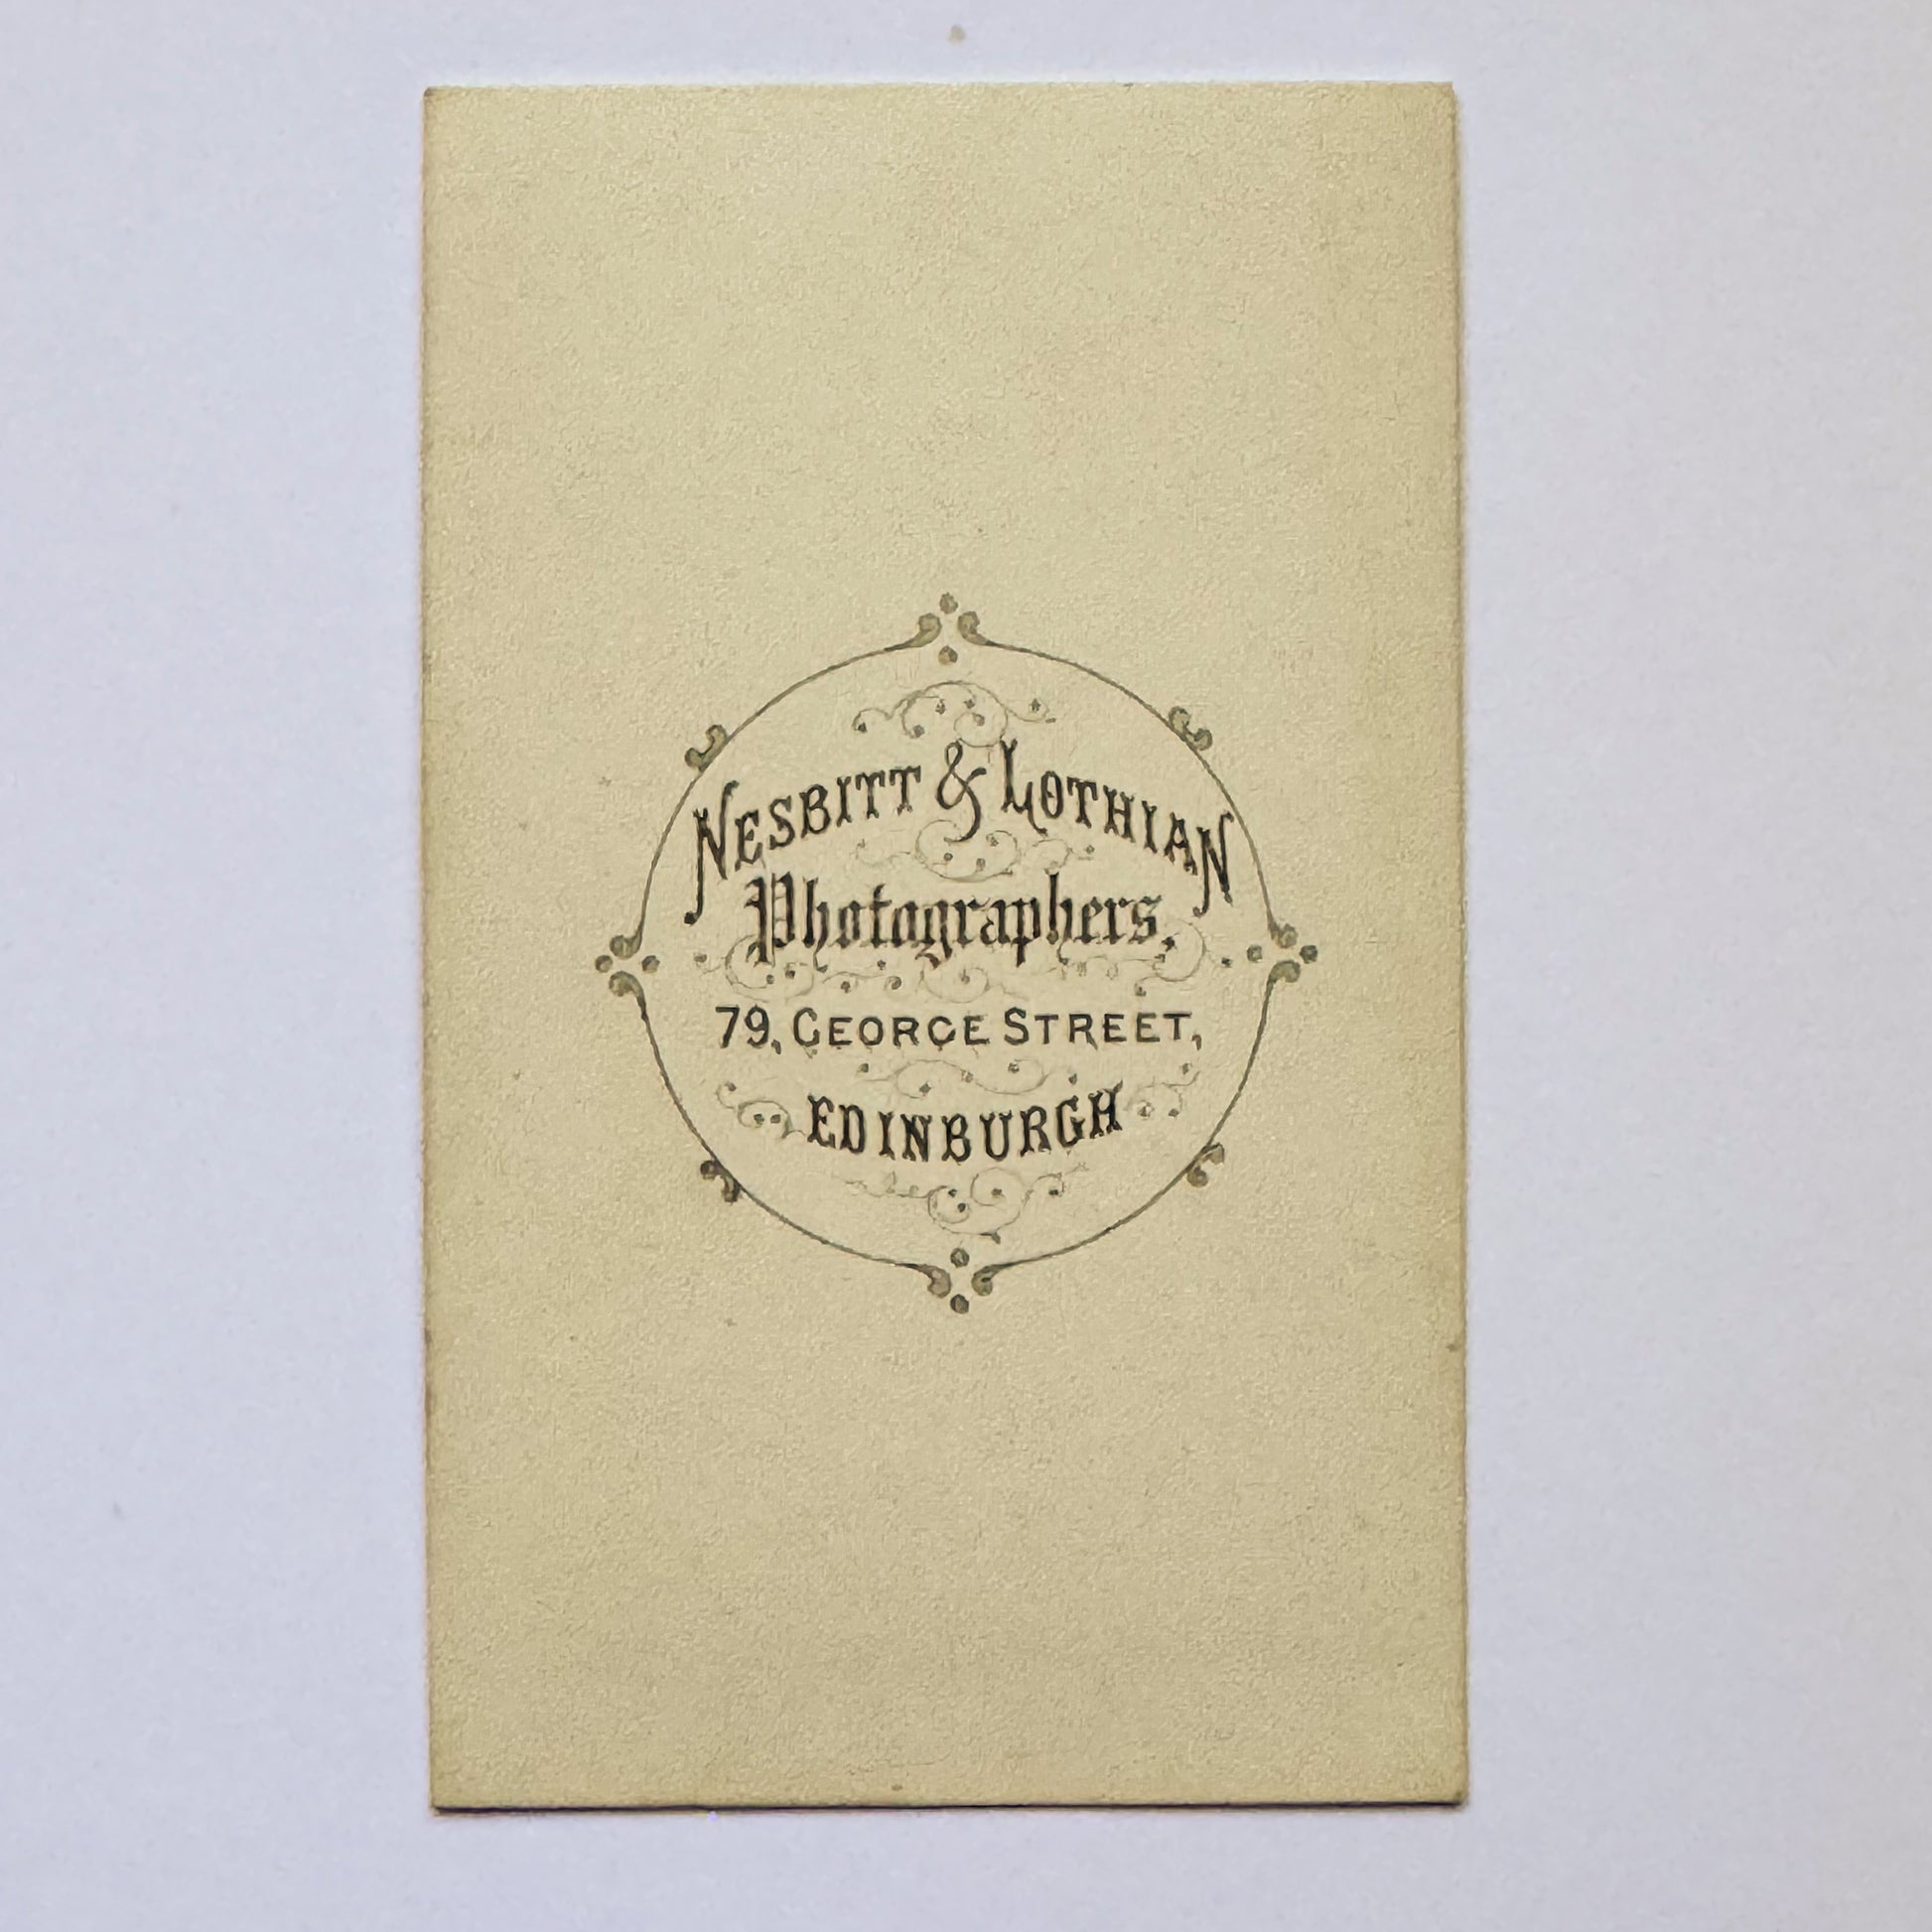 NESBITT & LOTHIAN
Photographers,
79, GEORGE STREET,
EDINBURGH